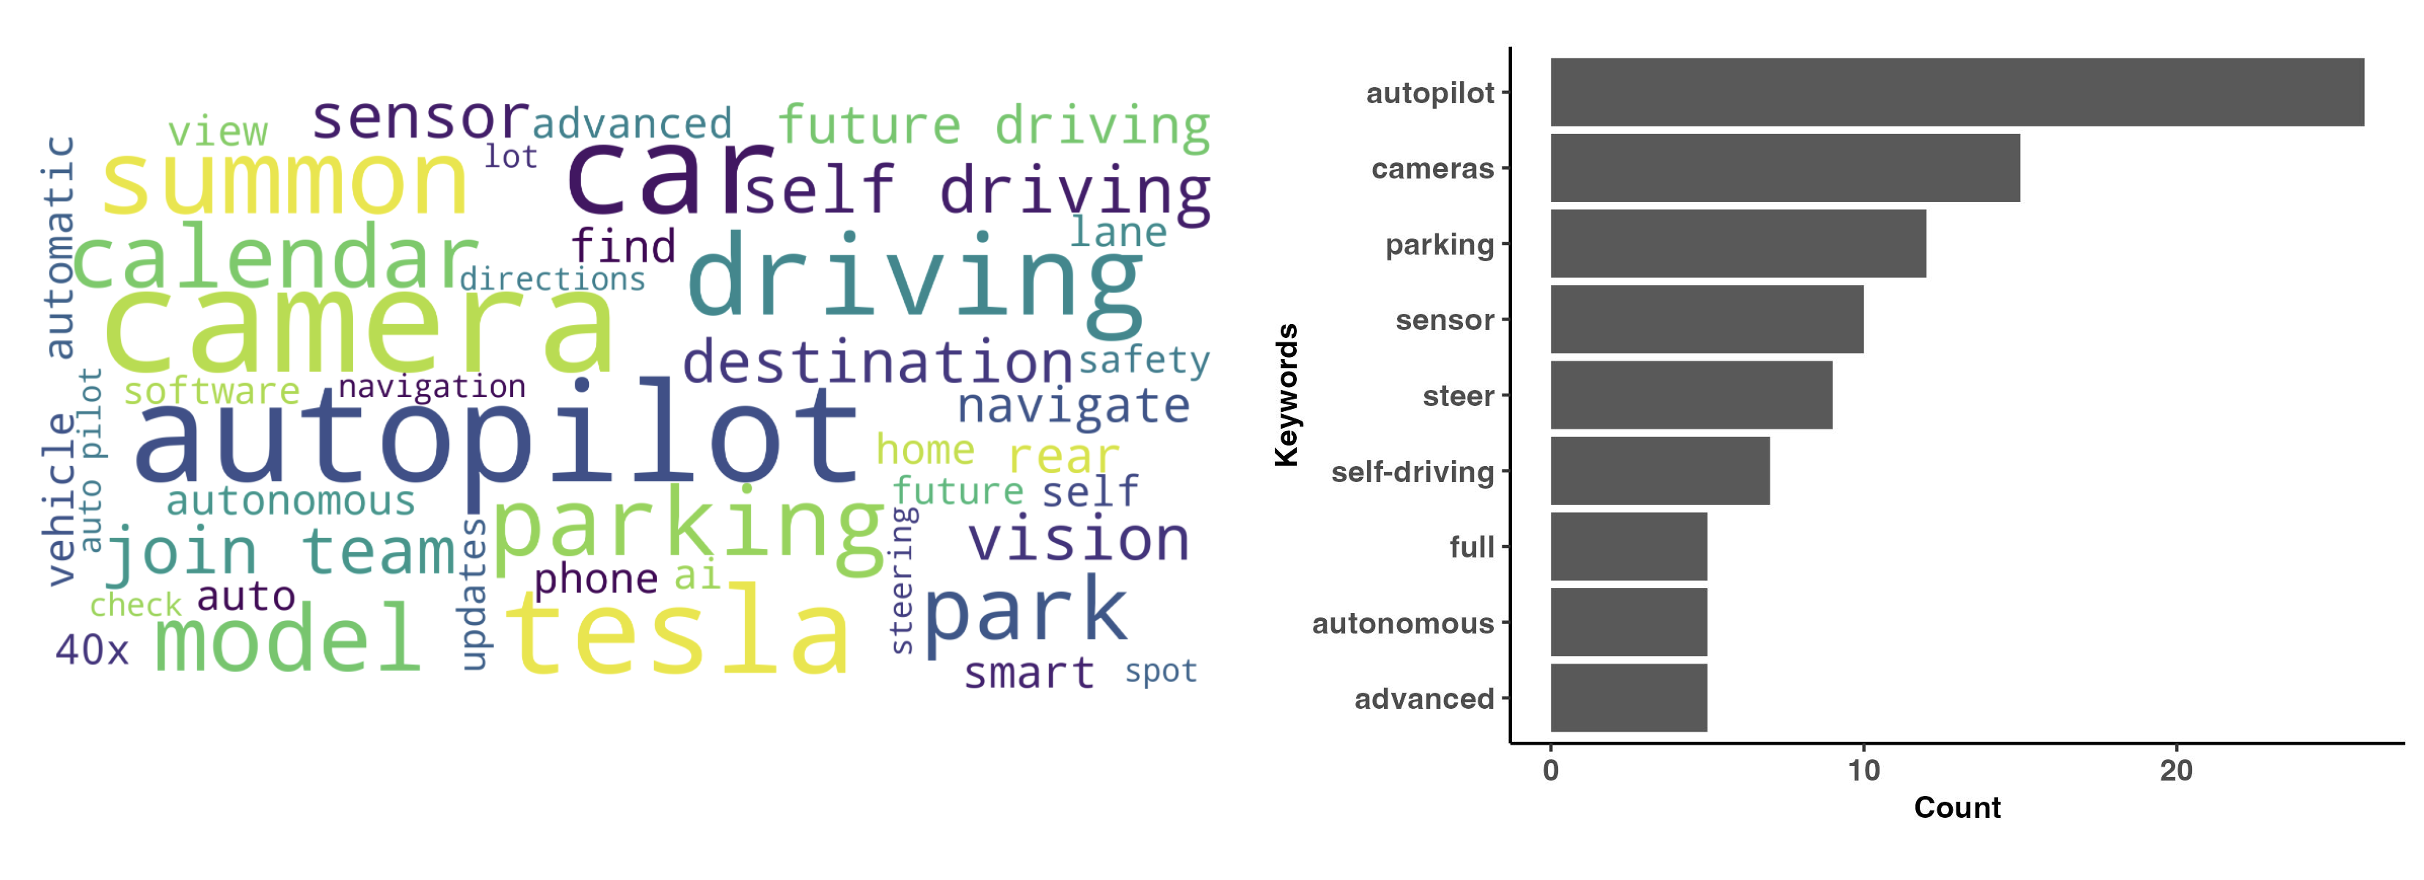 sensor
advanced
future driving
view
lot
car
summon
self driving
automatic
lane
calendar
find
driving
directions
camera
destination
safety
software
navigation
navigate
auto pilot
autopilot
home
rear
vehicle
autonomous
future
self
parking
steering
vision
join team
updates
phone
ai
check
auto
model
tesla
park
40x
smart
spot
Keywords
autopilot
cameras
parking
sensor
steer
self-driving
full
autonomous
advanced
0 10 20
Count